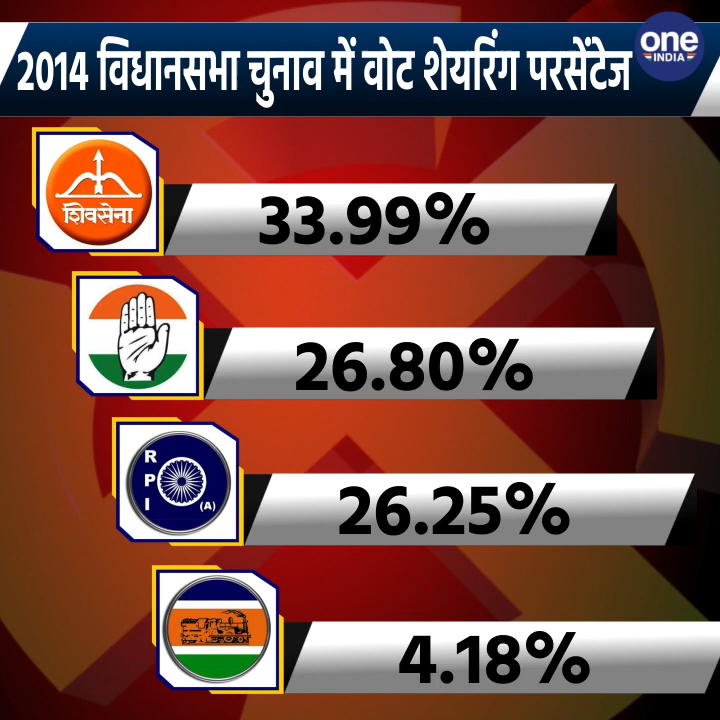 2014 विधानसभा चुनाव में वोट शेयरिंग परसेंटेज
one
INDIA
शिवसेना
33.99%
26.80%
R
P
I
(A)
26.25%
4.18%